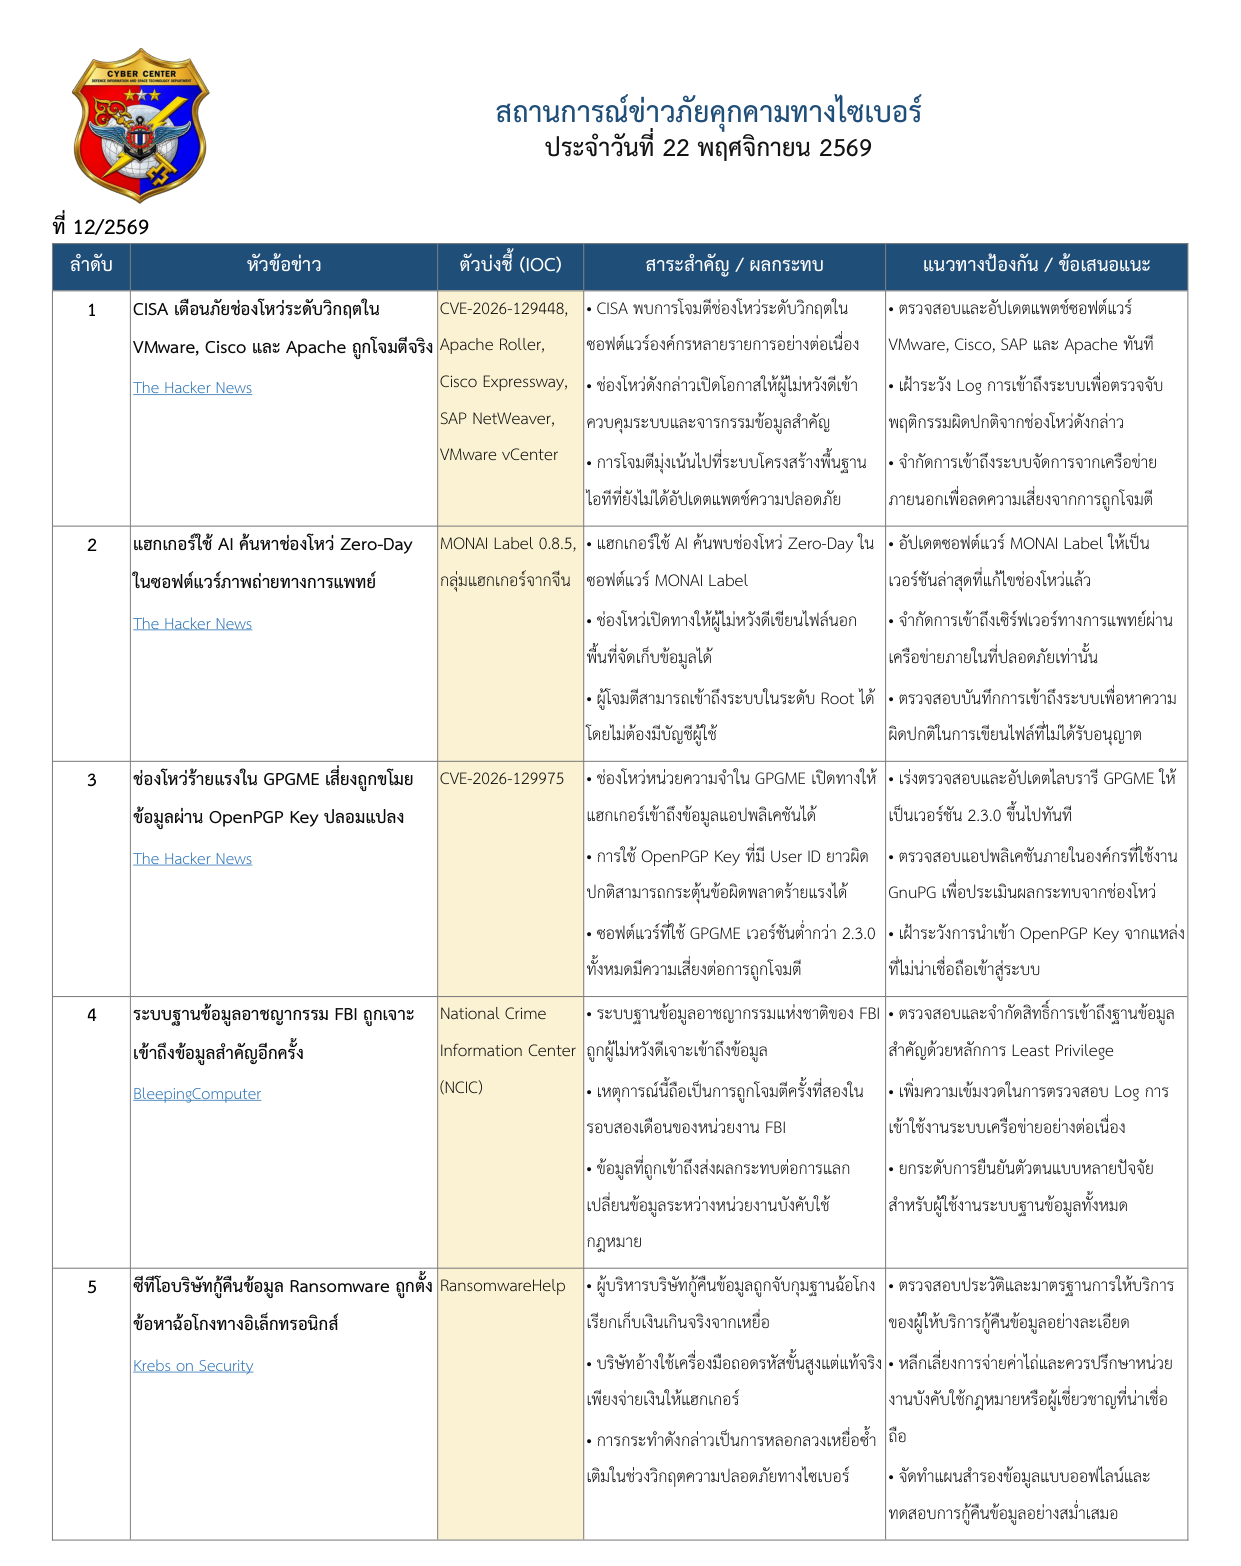 CYBER CENTER
DEFENCE INFORMATION AND SPACE TECHNOLOGY DEPARTMENT
สถานการณ์ข่าวภัยคุกคามทางไซเบอร์
ประจำวันที่ 22 พฤศจิกายน 2569
ที่ 12/2569
ลำดับ
หัวข้อข่าว
ตัวบ่งชี้ (IOC)
สาระสำคัญ / ผลกระทบ
แนวทางป้องกัน / ข้อเสนอแนะ
1
CISA เตือนภัยช่องโหว่ระดับวิกฤตใน
VMware, Cisco และ Apache ถูกโจมตีจริง
The Hacker News
CVE-2026-129448,
Apache Roller,
Cisco Expressway,
SAP NetWeaver,
VMware vCenter
• CISA พบการโจมตีช่องโหว่ระดับวิกฤตใน
ซอฟต์แวร์องค์กรหลายรายการอย่างต่อเนื่อง
• ช่องโหว่ดังกล่าวเปิดโอกาสให้ผู้ไม่หวังดีเข้า
ควบคุมระบบและจารกรรมข้อมูลสำคัญ
• การโจมตีมุ่งเน้นไปที่ระบบโครงสร้างพื้นฐาน
ไอทีที่ยังไม่ได้อัปเดตแพตช์ความปลอดภัย
• ตรวจสอบและอัปเดตแพตช์ซอฟต์แวร์
VMware, Cisco, SAP และ Apache ทันที
• เฝ้าระวัง Log การเข้าถึงระบบเพื่อตรวจจับ
พฤติกรรมผิดปกติจากช่องโหว่ดังกล่าว
• จำกัดการเข้าถึงระบบจัดการจากเครือข่าย
ภายนอกเพื่อลดความเสี่ยงจากการถูกโจมตี
2
แฮกเกอร์ใช้ AI ค้นหาช่องโหว่ Zero-Day
ในซอฟต์แวร์ภาพถ่ายทางการแพทย์
The Hacker News
MONAI Label 0.8.5,
กลุ่มแฮกเกอร์จากจีน
• แฮกเกอร์ใช้ AI ค้นพบช่องโหว่ Zero-Day ใน
ซอฟต์แวร์ MONAI Label
• ช่องโหว่เปิดทางให้ผู้ไม่หวังดีเขียนไฟล์นอก
พื้นที่จัดเก็บข้อมูลได้
• ผู้โจมตีสามารถเข้าถึงระบบในระดับ Root ได้
โดยไม่ต้องมีบัญชีผู้ใช้
• อัปเดตซอฟต์แวร์ MONAI Label ให้เป็น
เวอร์ชันล่าสุดที่แก้ไขช่องโหว่แล้ว
• จำกัดการเข้าถึงเซิร์ฟเวอร์ทางการแพทย์ผ่าน
เครือข่ายภายในที่ปลอดภัยเท่านั้น
• ตรวจสอบบันทึกการเข้าถึงระบบเพื่อหาความ
ผิดปกติในการเขียนไฟล์ที่ไม่ได้รับอนุญาต
3
ช่องโหว่ร้ายแรงใน GPGME เสี่ยงถูกขโมย
ข้อมูลผ่าน OpenPGP Key ปลอมแปลง
The Hacker News
CVE-2026-129975
• ช่องโหว่หน่วยความจำใน GPGME เปิดทางให้
แฮกเกอร์เข้าถึงข้อมูลแอปพลิเคชันได้
• การใช้ OpenPGP Key ที่มี User ID ยาวผิด
ปกติสามารถกระตุ้นข้อผิดพลาดร้ายแรงได้
• ซอฟต์แวร์ที่ใช้ GPGME เวอร์ชันต่ำกว่า 2.3.0
ทั้งหมดมีความเสี่ยงต่อการถูกโจมตี
• เร่งตรวจสอบและอัปเดตไลบรารี GPGME ให้
เป็นเวอร์ชัน 2.3.0 ขึ้นไปทันที
• ตรวจสอบแอปพลิเคชันภายในองค์กรที่ใช้งาน
GnuPG เพื่อประเมินผลกระทบจากช่องโหว่
• เฝ้าระวังการนำเข้า OpenPGP Key จากแหล่ง
ที่ไม่น่าเชื่อถือเข้าสู่ระบบ
4
ระบบฐานข้อมูลอาชญากรรม FBI ถูกเจาะ
เข้าถึงข้อมูลสำคัญอีกครั้ง
BleepingComputer
National Crime
Information Center
(NCIC)
• ระบบฐานข้อมูลอาชญากรรมแห่งชาติของ FBI
ถูกผู้ไม่หวังดีเจาะเข้าถึงข้อมูล
• เหตุการณ์นี้ถือเป็นการถูกโจมตีครั้งที่สองใน
รอบสองเดือนของหน่วยงาน FBI
• ข้อมูลที่ถูกเข้าถึงส่งผลกระทบต่อการแลก
เปลี่ยนข้อมูลระหว่างหน่วยงานบังคับใช้
กฎหมาย
• ตรวจสอบและจำกัดสิทธิ์การเข้าถึงฐานข้อมูล
สำคัญด้วยหลักการ Least Privilege
• เพิ่มความเข้มงวดในการตรวจสอบ Log การ
เข้าใช้งานระบบเครือข่ายอย่างต่อเนื่อง
• ยกระดับการยืนยันตัวตนแบบหลายปัจจัย
สำหรับผู้ใช้งานระบบฐานข้อมูลทั้งหมด
5
ซีทีโอบริษัทกู้คืนข้อมูล Ransomware ถูกตั้ง
ข้อหาฉ้อโกงทางอิเล็กทรอนิกส์
Krebs on Security
RansomwareHelp
• ผู้บริหารบริษัทกู้คืนข้อมูลถูกจับกุมฐานฉ้อโกง
เรียกเก็บเงินเกินจริงจากเหยื่อ
• บริษัทอ้างใช้เครื่องมือถอดรหัสขั้นสูงแต่แท้จริง
เพียงจ่ายเงินให้แฮกเกอร์
• การกระทำดังกล่าวเป็นการหลอกลวงเหยื่อซ้ำ
เติมในช่วงวิกฤตความปลอดภัยทางไซเบอร์
• ตรวจสอบประวัติและมาตรฐานการให้บริการ
ของผู้ให้บริการกู้คืนข้อมูลอย่างละเอียด
• หลีกเลี่ยงการจ่ายค่าไถ่และควรปรึกษาหน่วย
งานบังคับใช้กฎหมายหรือผู้เชี่ยวชาญที่น่าเชื่อ
ถือ
• จัดทำแผนสำรองข้อมูลแบบออฟไลน์และ
ทดสอบการกู้คืนข้อมูลอย่างสม่ำเสมอ